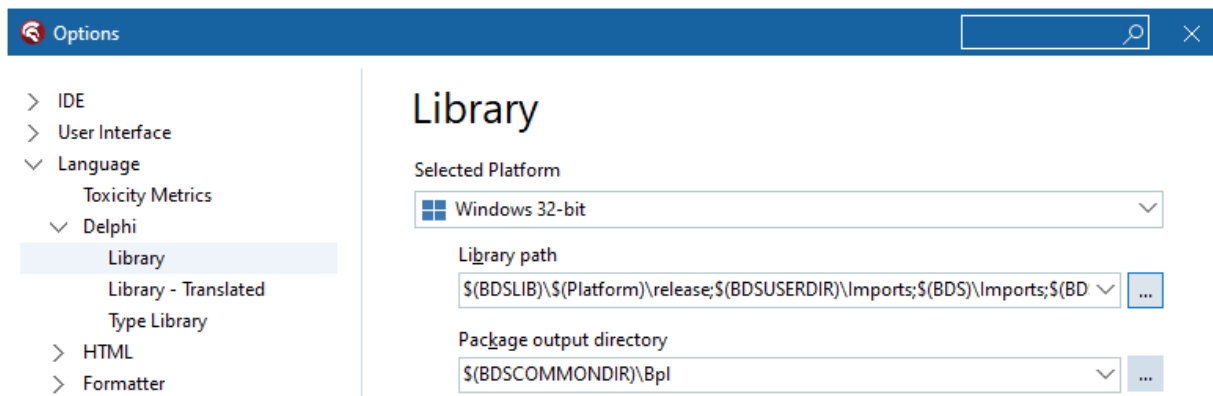 Options
IDE
User Interface
Language
Toxicity Metrics
Delphi
Library
Library - Translated
Type Library
HTML
Formatter
Library
Selected Platform
Windows 32-bit
Library path
$(BDSLIB)\$(Platform)\release;$(BDSUSERDIR)\Imports;$(BDS)\Imports;$(BD
...
Package output directory
$(BDSCOMMONDIR)\Bpl
...